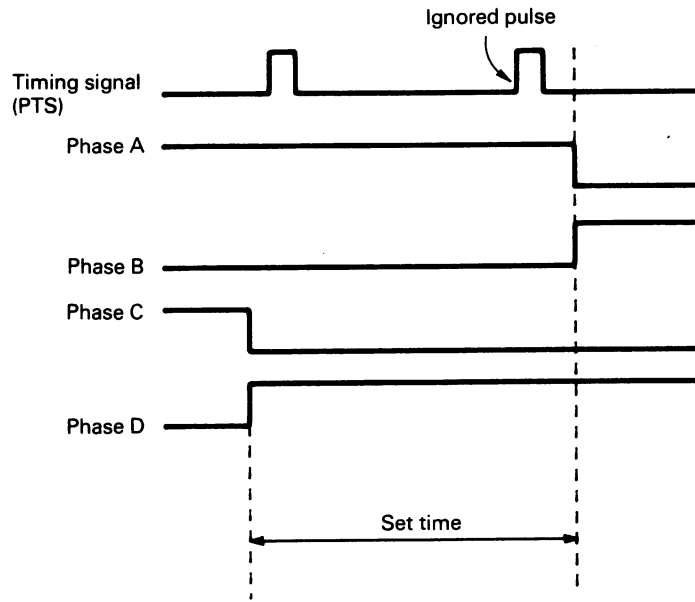 Ignored pulse
Timing signal
(PTS)
Phase A
Phase B
Phase C
Phase D
Set time